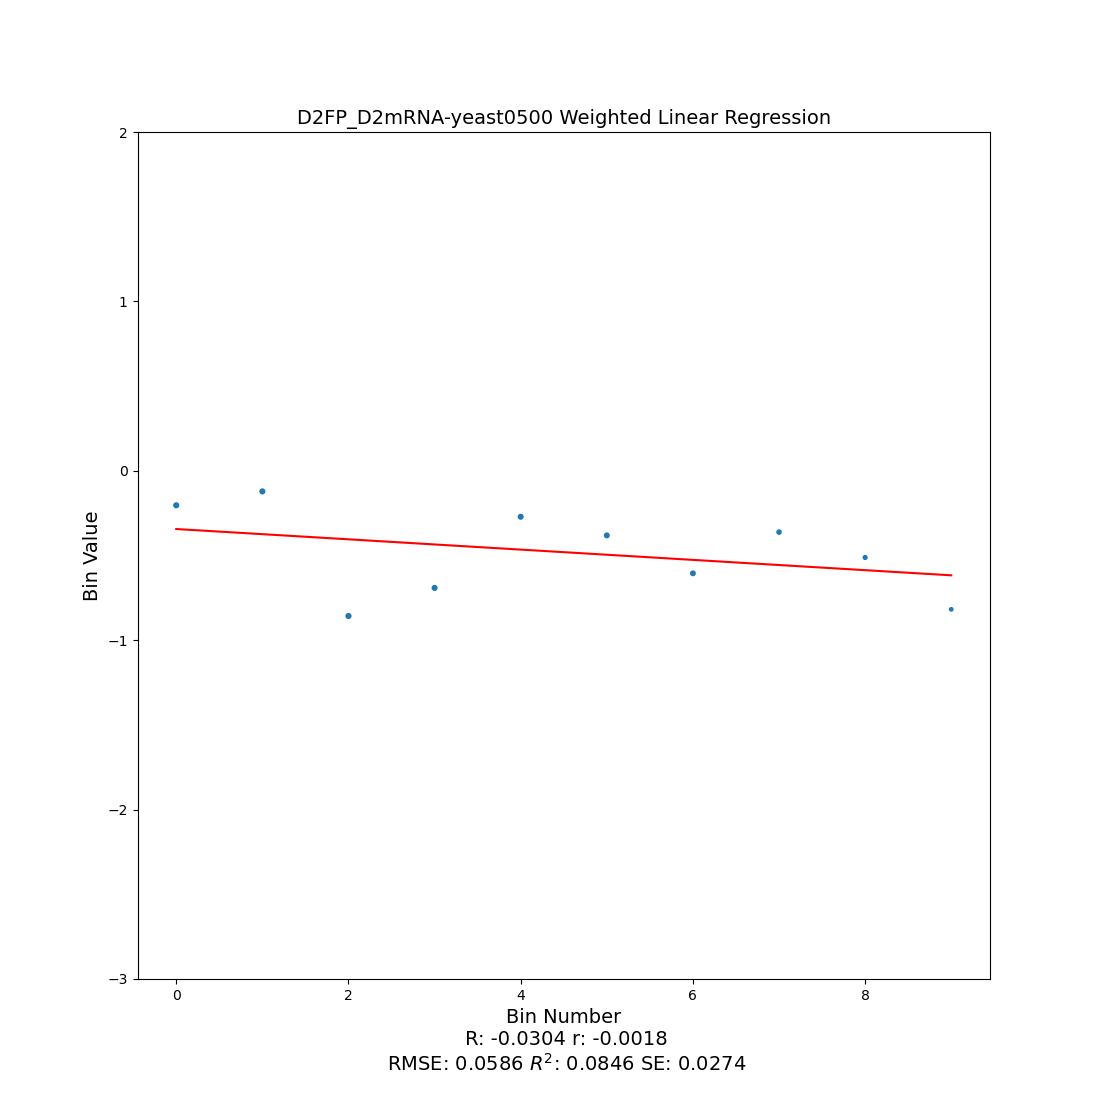 D2FP_D2mRNA-yeast0500 Weighted Linear Regression
2
1
0
−1
−2
−3
Bin Value
0 2 4 6 8
Bin Number
R: -0.0304 r: -0.0018
RMSE: 0.0586 R²: 0.0846 SE: 0.0274